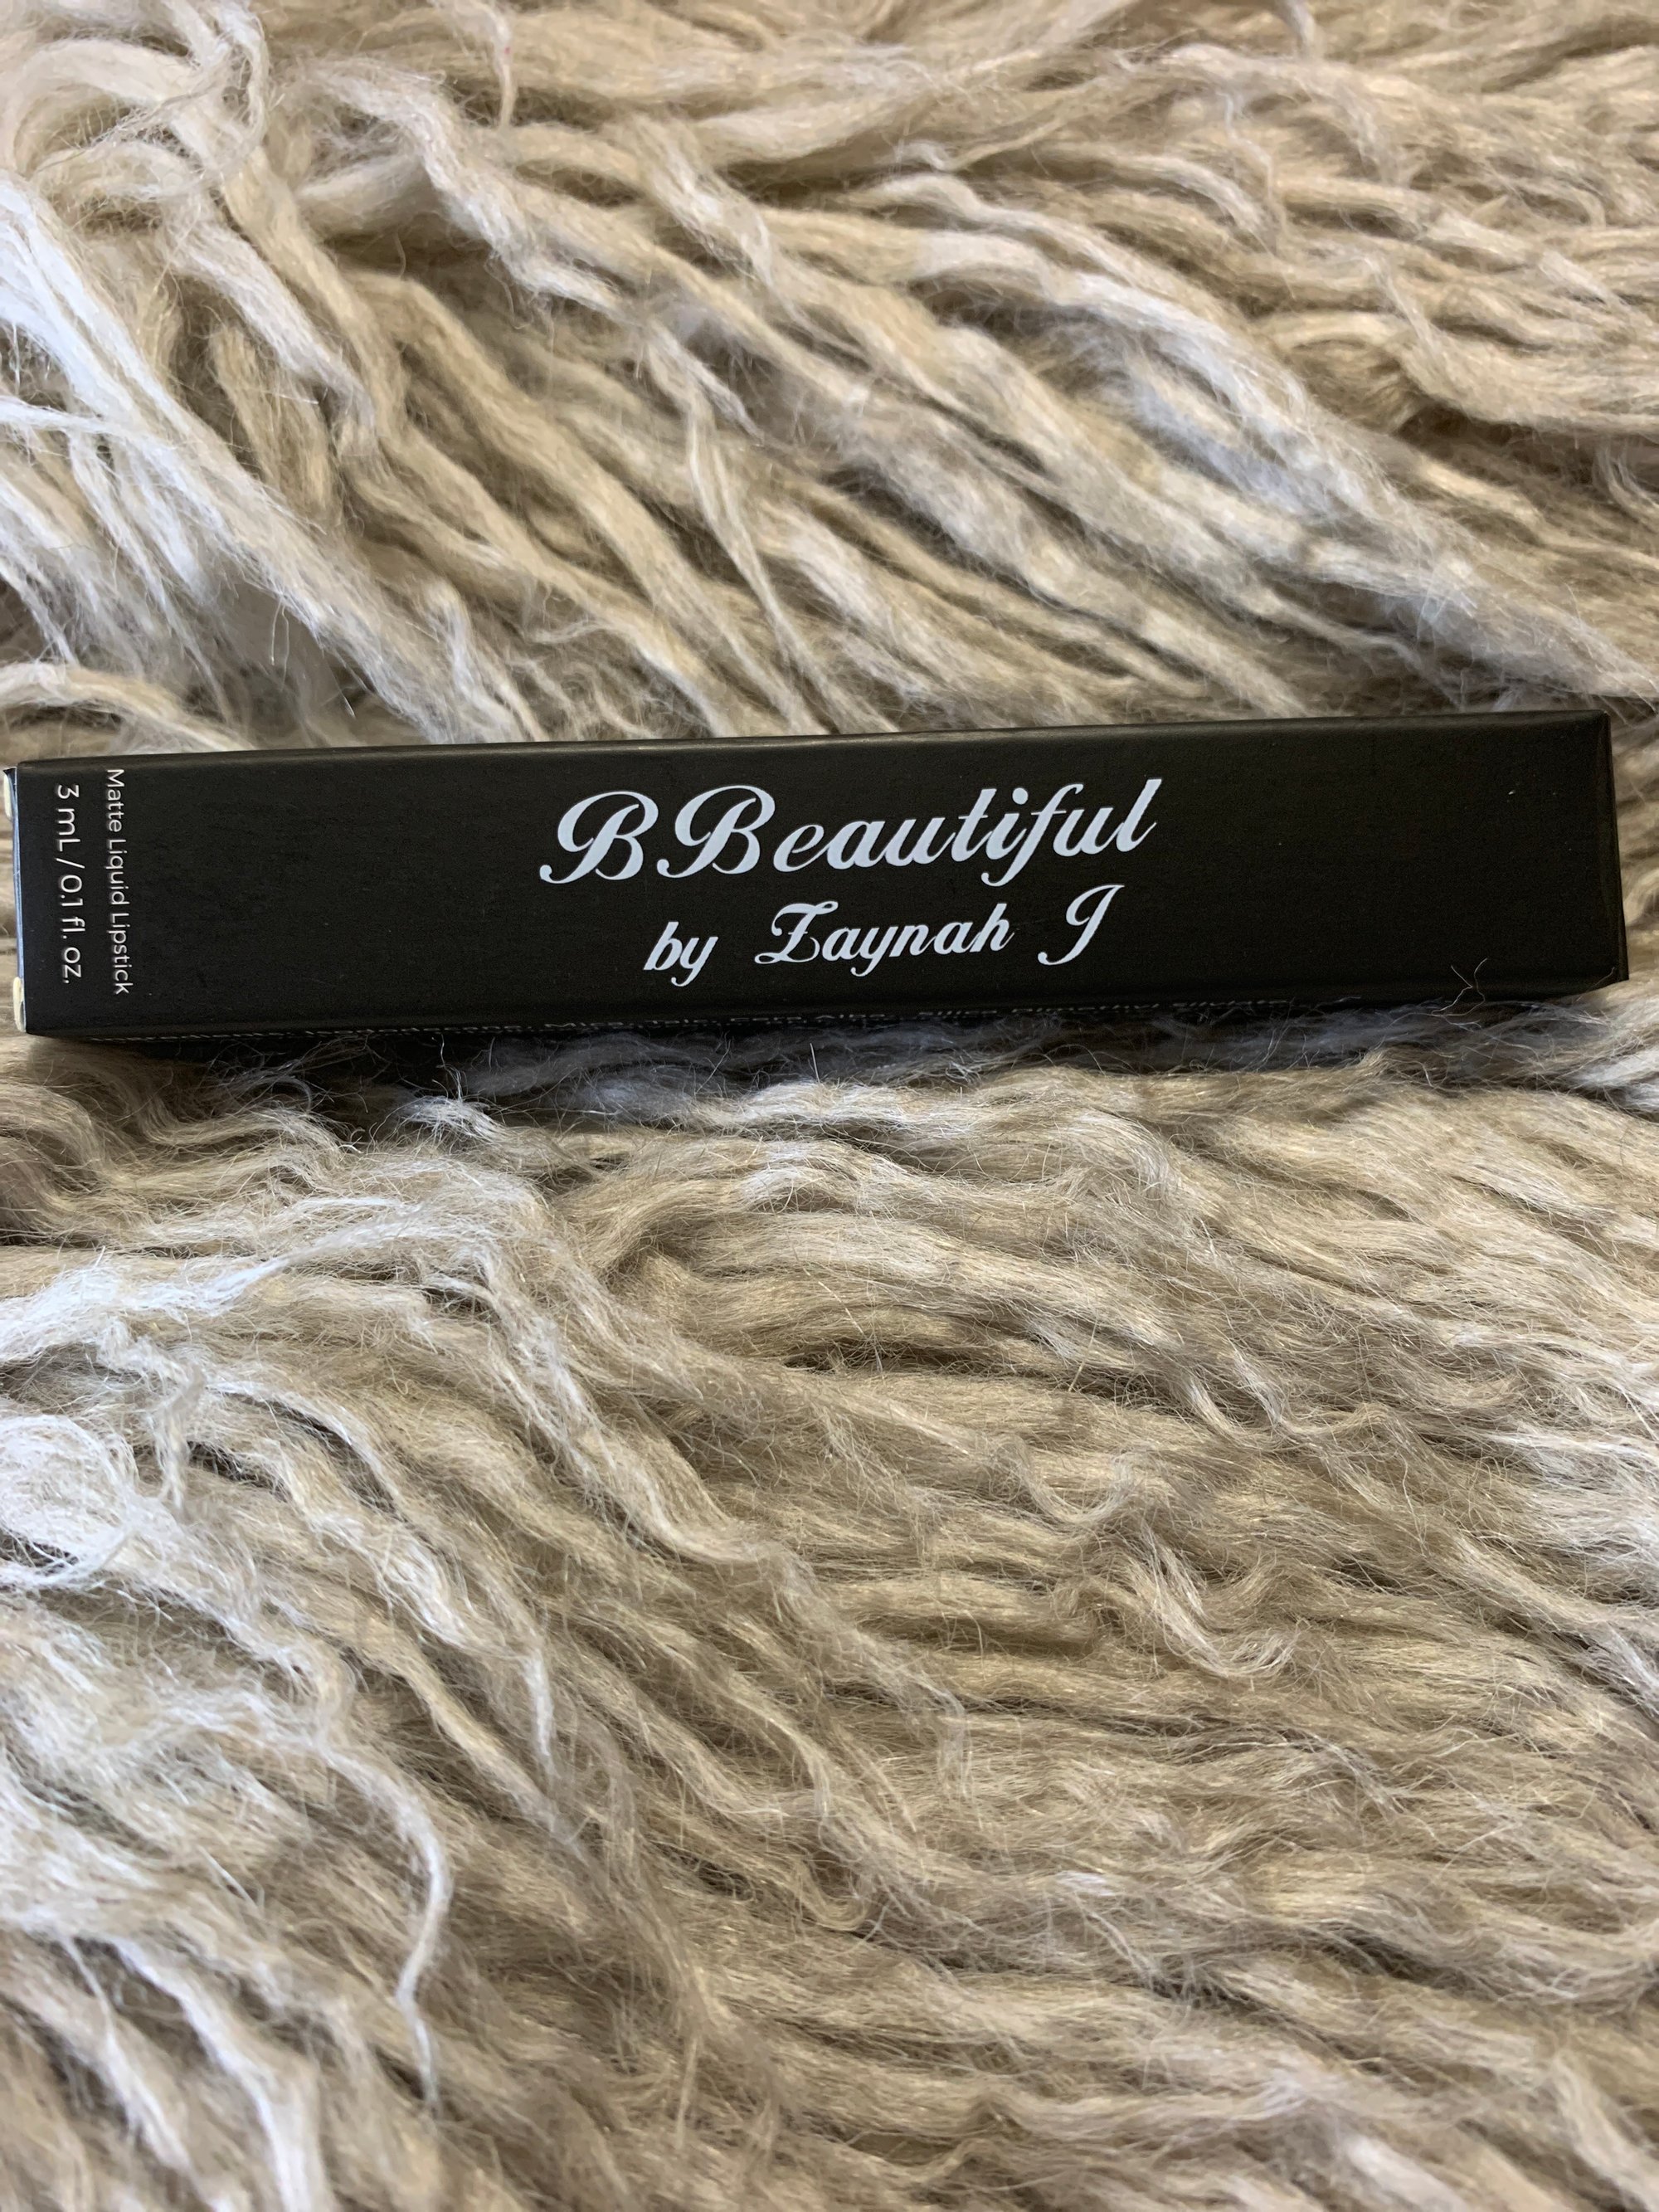 BBeautiful
by Zaynah J
Matte Liquid Lipstick
3 mL / 0.1 fl. oz.